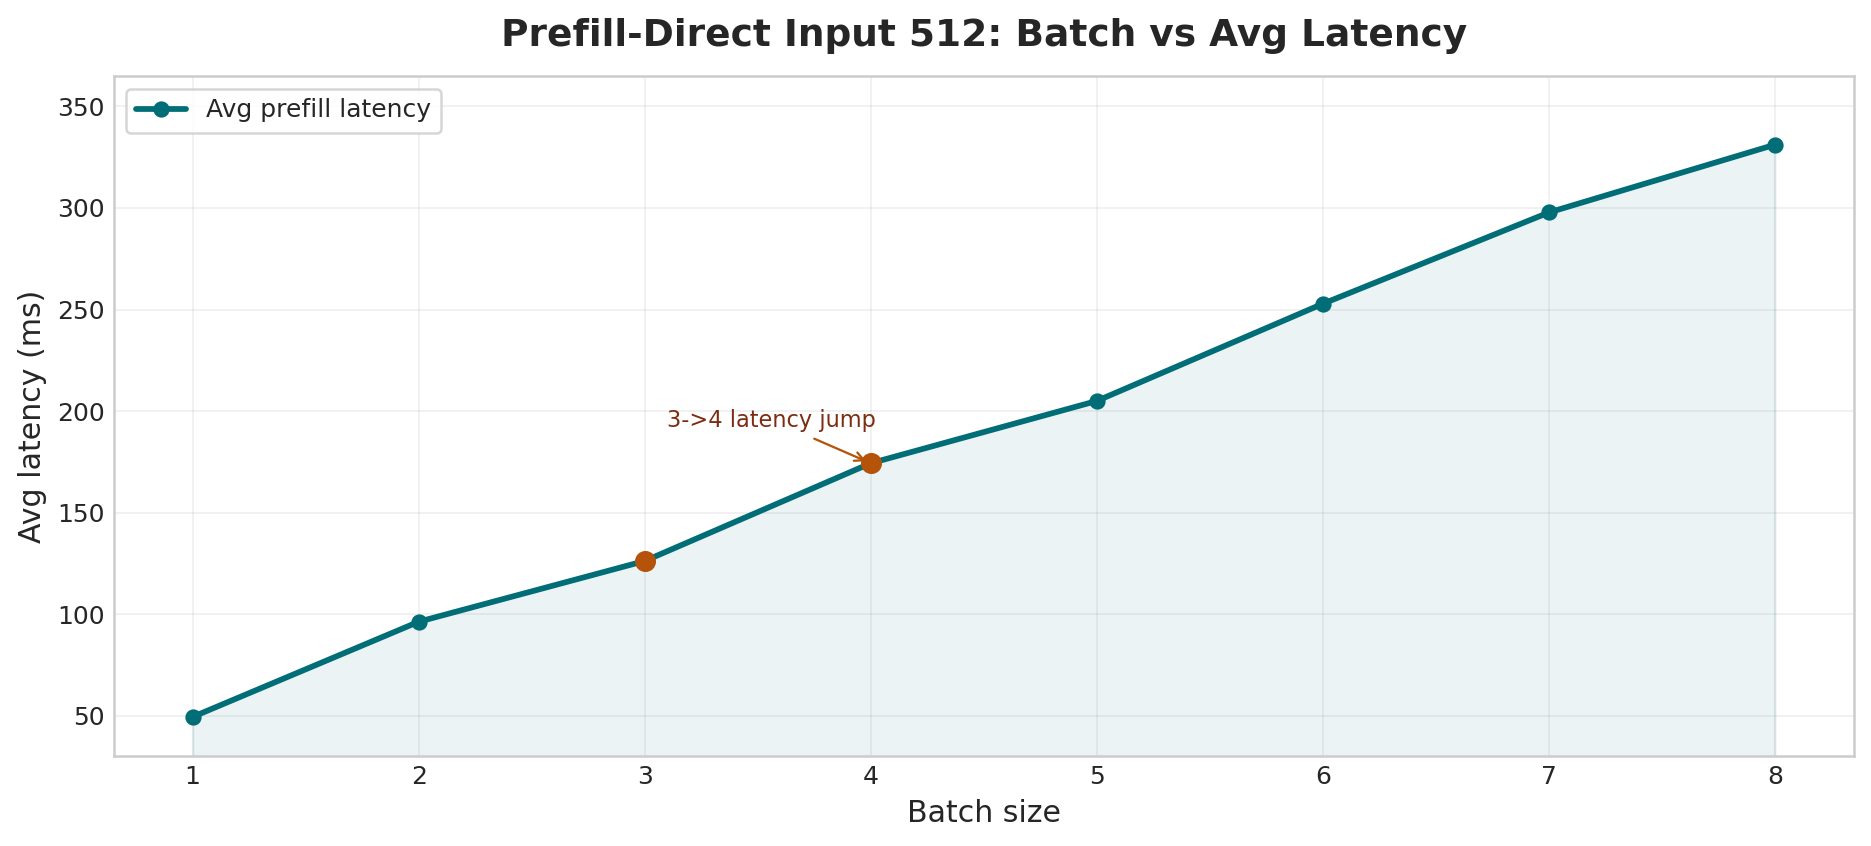 Prefill-Direct Input 512: Batch vs Avg Latency
Avg prefill latency
350
300
250
200
150
100
50
Avg latency (ms)
3->4 latency jump
1 2 3 4 5 6 7 8
Batch size